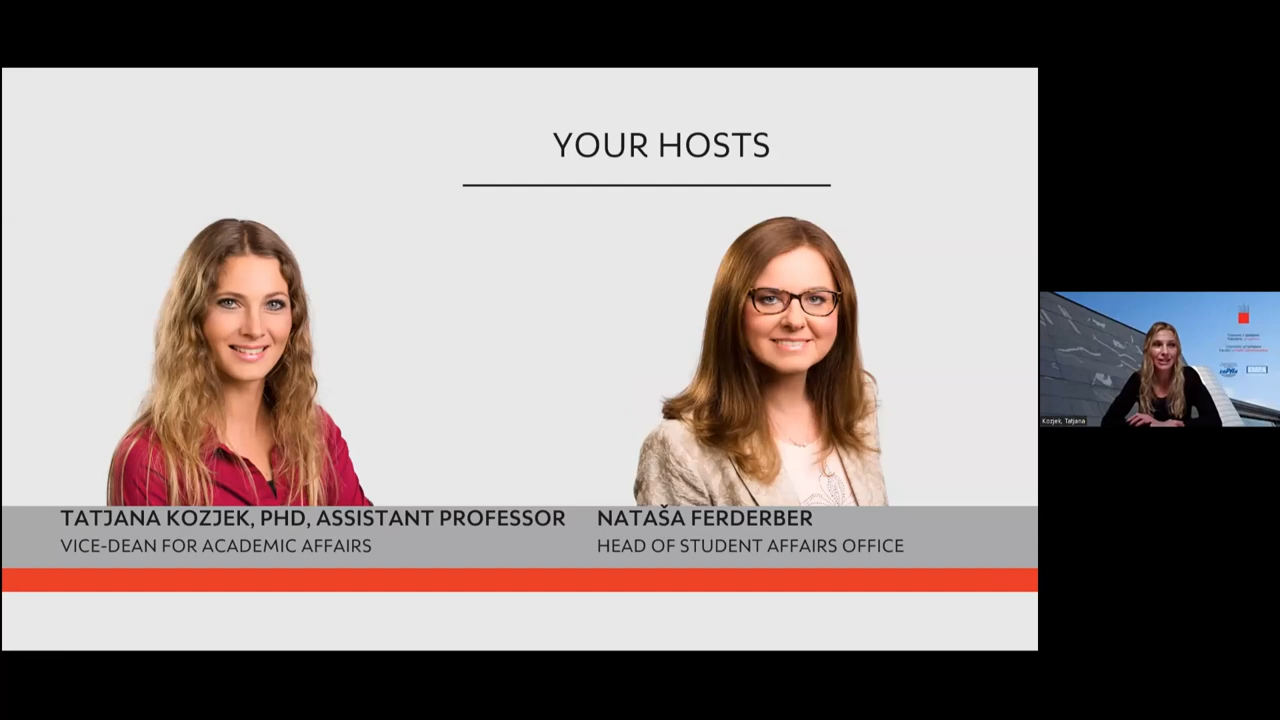 YOUR HOSTS
TATJANA KOZJEK, PHD, ASSISTANT PROFESSOR
VICE-DEAN FOR ACADEMIC AFFAIRS
NATAŠA FERDERBER
HEAD OF STUDENT AFFAIRS OFFICE
Kozjek, Tatjana